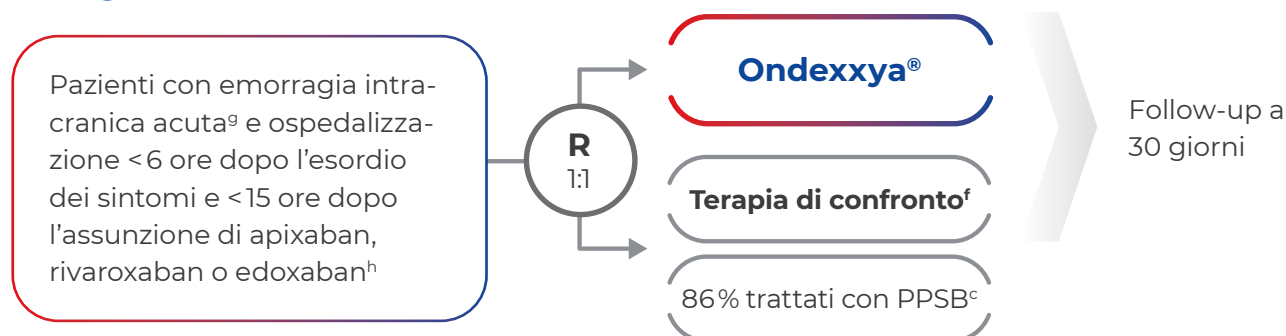 Pazienti con emorragia intra-
cranica acutaᵍ e ospedalizza-
zione <6 ore dopo l’esordio
dei sintomi e <15 ore dopo
l’assunzione di apixaban,
rivaroxaban o edoxabanʰ
R
1:1
Ondexxya®
Terapia di confrontoᶠ
86% trattati con PPSBᶜ
Follow-up a
30 giorni